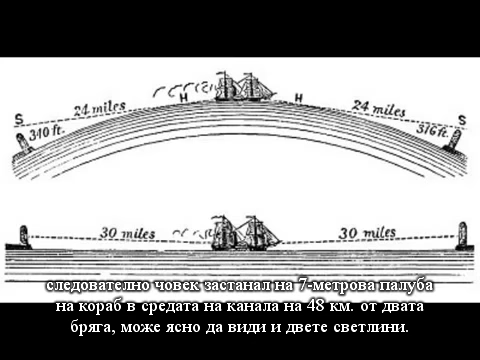 24 miles
H
H
24 miles
S
S
340 ft.
316 ft.
30 miles
30 miles
следователно човек застанал на 7-метрова палуба
на кораб в средата на канала на 48 км. от двата
бряга, може ясно да види и двете светлини.